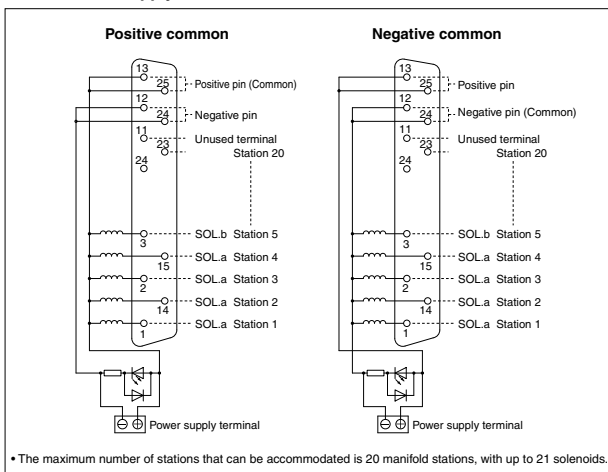 Positive common
13
25
Positive pin (Common)
12
24
Negative pin
11
Unused terminal
23
Station 20
24
SOL.b Station 5
3
SOL.a Station 4
15
SOL.a Station 3
2
SOL.a Station 2
14
SOL.a Station 1
1
⊖ ⊕ Power supply terminal
Negative common
13
25
Positive pin
12
24
Negative pin (Common)
11
Unused terminal
23
Station 20
24
SOL.b Station 5
3
SOL.a Station 4
15
SOL.a Station 3
2
SOL.a Station 2
14
SOL.a Station 1
1
⊖ ⊕ Power supply terminal
• The maximum number of stations that can be accommodated is 20 manifold stations, with up to 21 solenoids.